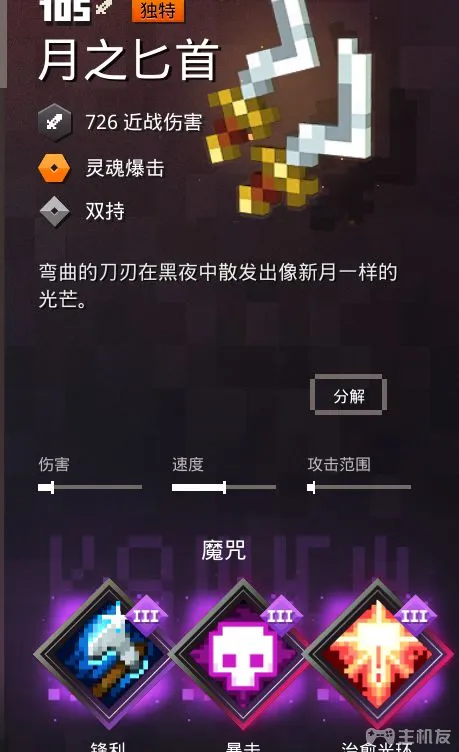 105
独特
月之匕首
726 近战伤害
灵魂爆击
双持
弯曲的刀刃在黑夜中散发出像新月一样的
光芒。
分解
伤害 速度 攻击范围
魔咒
III III III
锋利 暴击 治愈光环
主机友